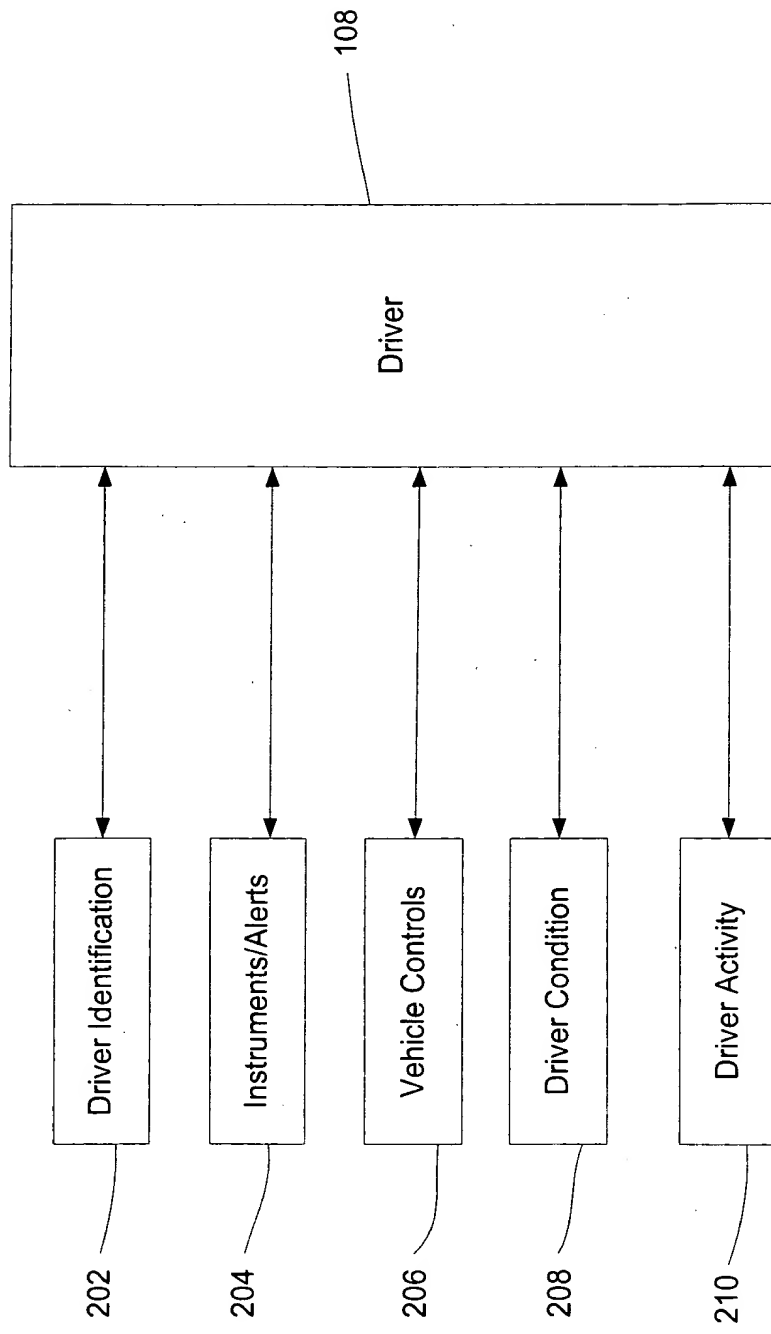 108
Driver
Driver Identification
Instruments/Alerts
Vehicle Controls
Driver Condition
Driver Activity
202
204
206
208
210